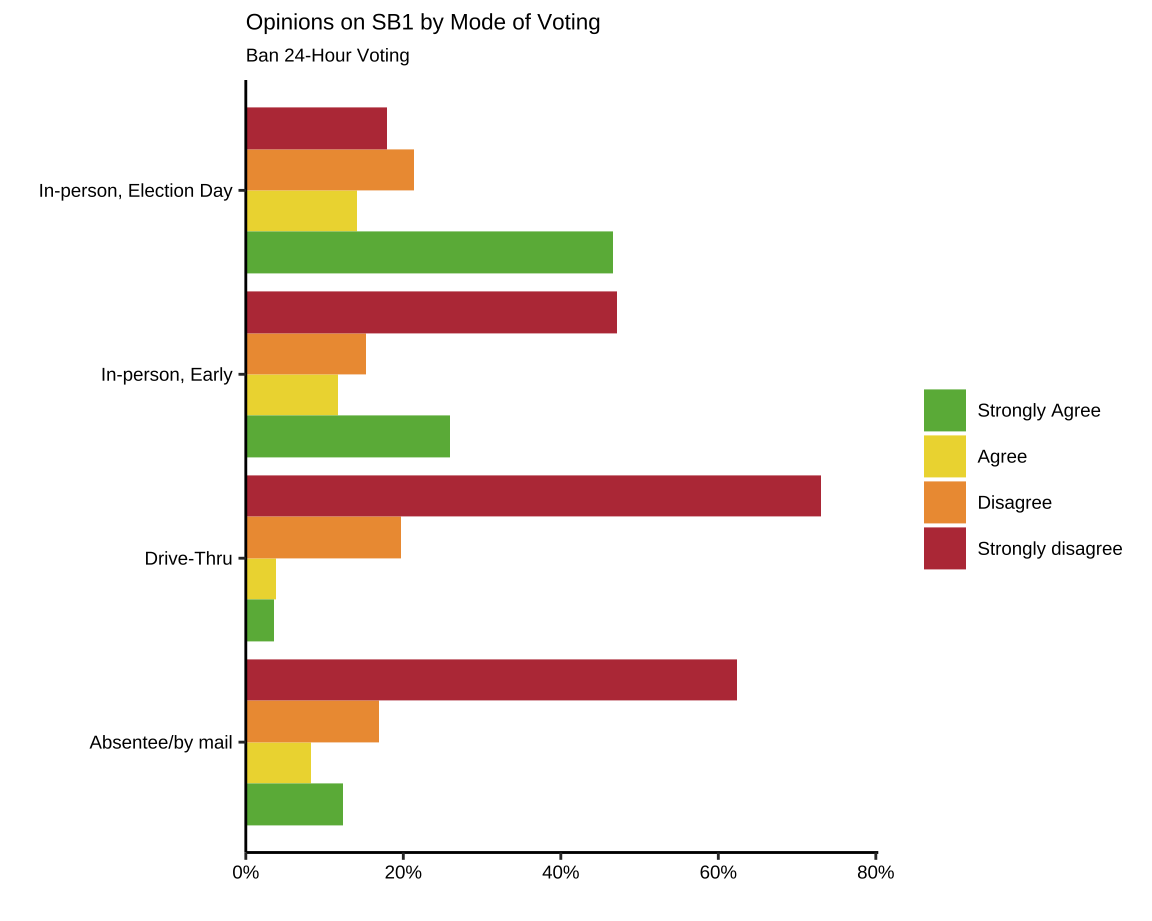 Opinions on SB1 by Mode of Voting
Ban 24-Hour Voting
In-person, Election Day
In-person, Early
Drive-Thru
Absentee/by mail
0%
20%
40%
60%
80%
Strongly Agree
Agree
Disagree
Strongly disagree